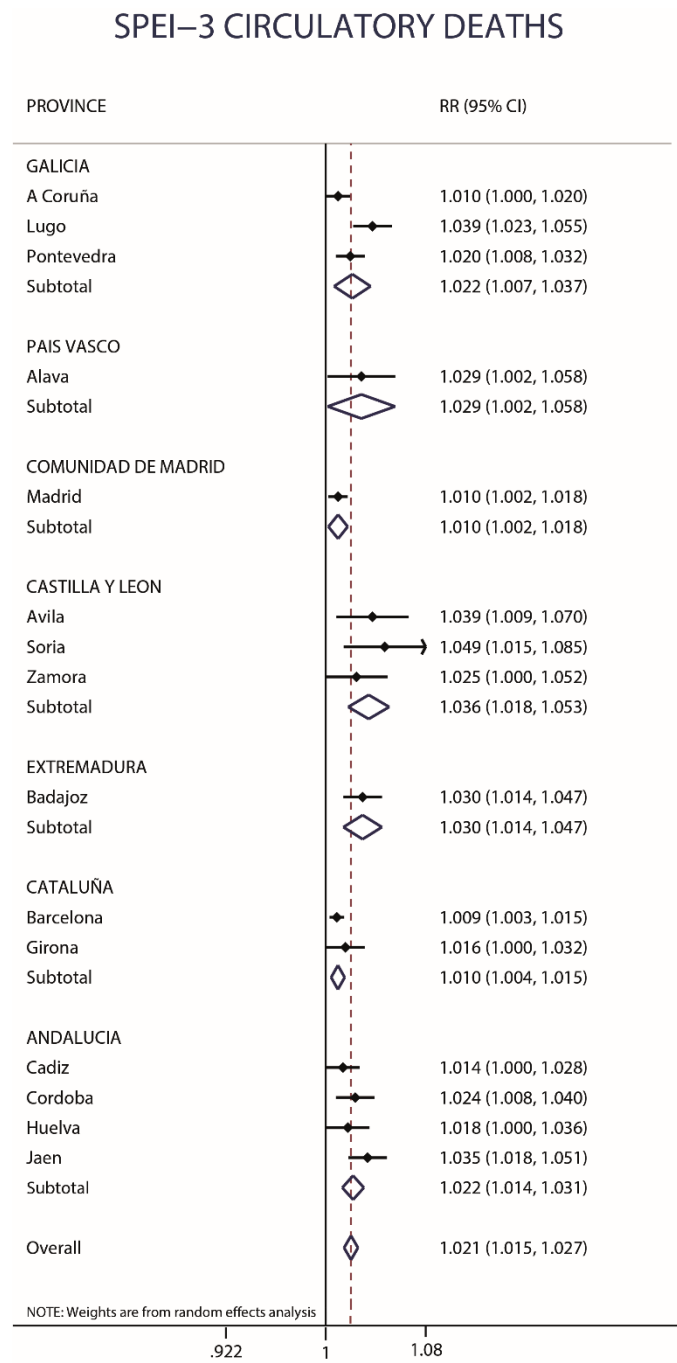 SPEI–3 CIRCULATORY DEATHS
PROVINCE RR (95% CI)
GALICIA
A Coruña 1.010 (1.000, 1.020)
Lugo 1.039 (1.023, 1.055)
Pontevedra 1.020 (1.008, 1.032)
Subtotal 1.022 (1.007, 1.037)
PAIS VASCO
Alava 1.029 (1.002, 1.058)
Subtotal 1.029 (1.002, 1.058)
COMUNIDAD DE MADRID
Madrid 1.010 (1.002, 1.018)
Subtotal 1.010 (1.002, 1.018)
CASTILLA Y LEON
Avila 1.039 (1.009, 1.070)
Soria 1.049 (1.015, 1.085)
Zamora 1.025 (1.000, 1.052)
Subtotal 1.036 (1.018, 1.053)
EXTREMADURA
Badajoz 1.030 (1.014, 1.047)
Subtotal 1.030 (1.014, 1.047)
CATALUÑA
Barcelona 1.009 (1.003, 1.015)
Girona 1.016 (1.000, 1.032)
Subtotal 1.010 (1.004, 1.015)
ANDALUCIA
Cadiz 1.014 (1.000, 1.028)
Cordoba 1.024 (1.008, 1.040)
Huelva 1.018 (1.000, 1.036)
Jaen 1.035 (1.018, 1.051)
Subtotal 1.022 (1.014, 1.031)
Overall 1.021 (1.015, 1.027)
NOTE: Weights are from random effects analysis
.922 1 1.08